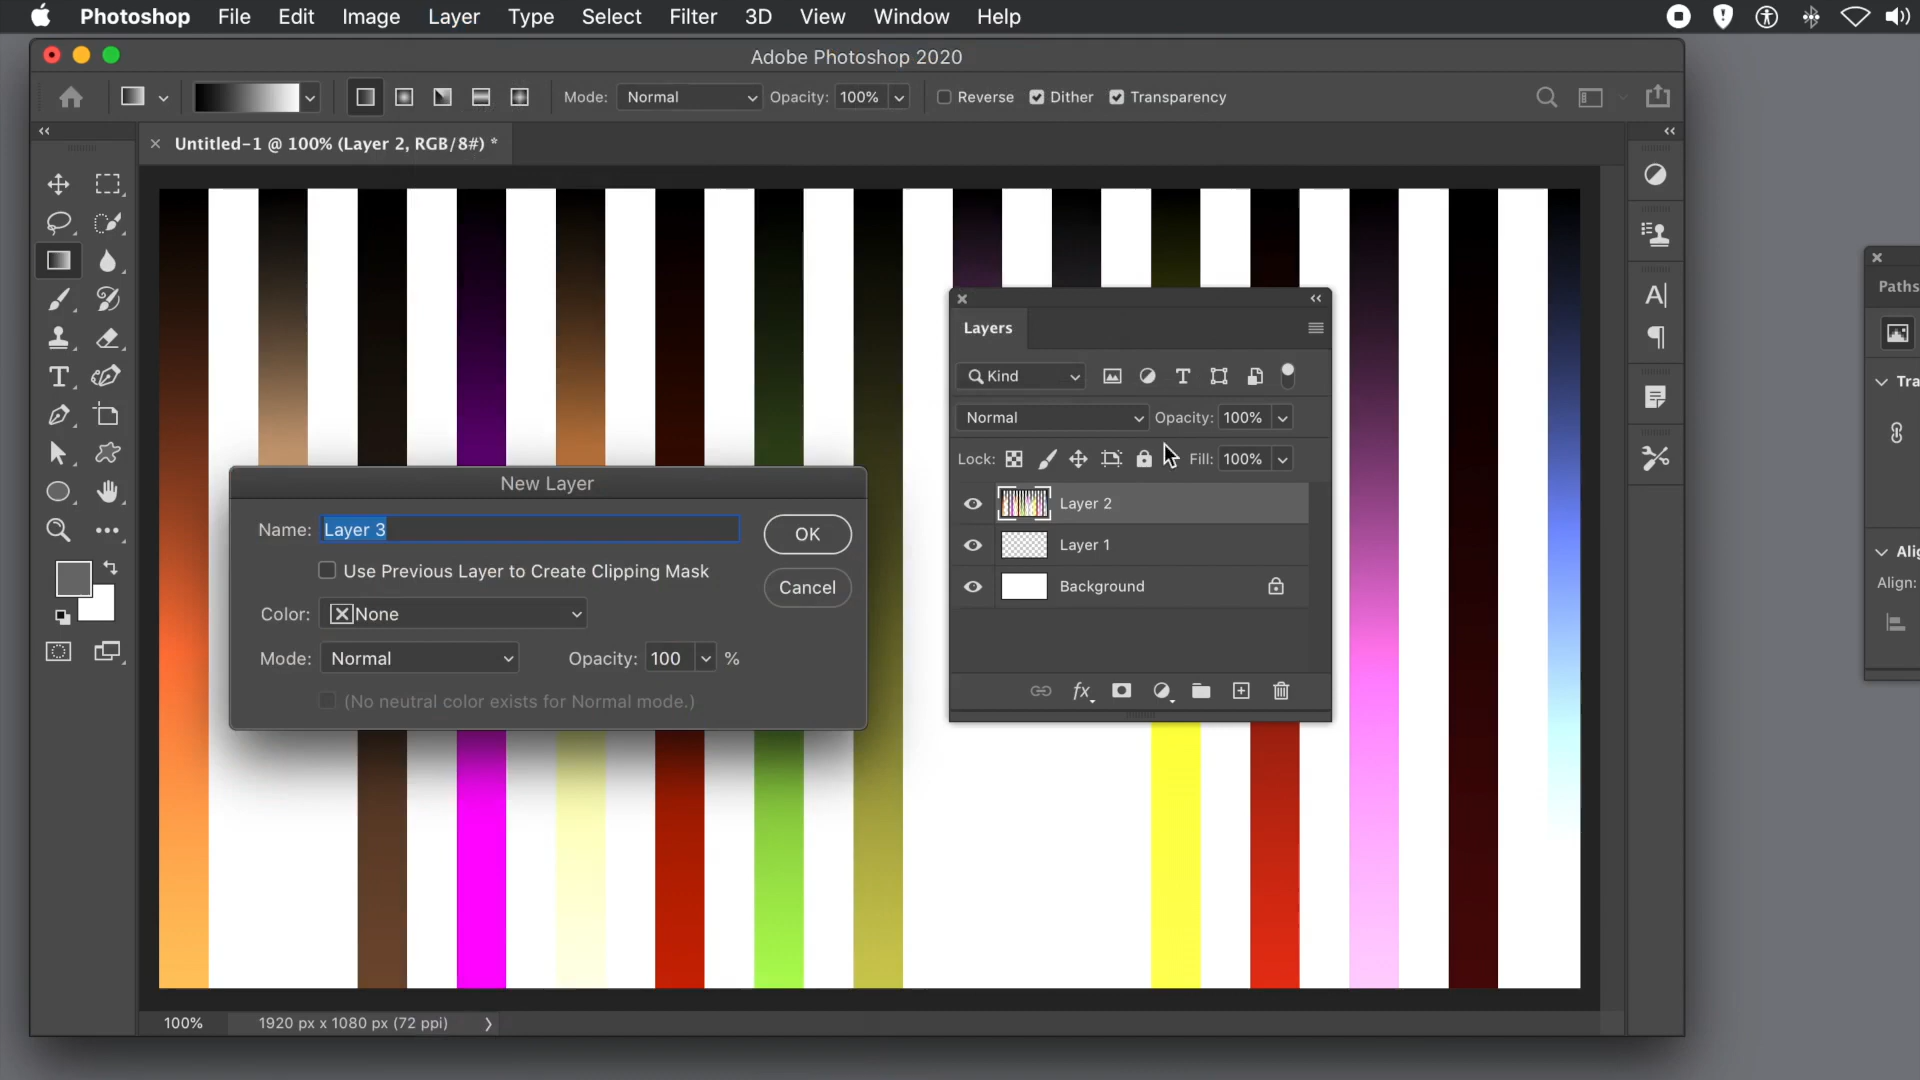 Photoshop File Edit Image Layer Type Select Filter 3D View Window Help
Adobe Photoshop 2020
Mode: Normal Opacity: 100% Reverse Dither Transparency
Untitled-1 @ 100% (Layer 2, RGB/8#) *
Paths
Layers
Kind
Normal Opacity: 100%
Lock: Fill: 100%
Layer 2
Layer 1
Background
fx
New Layer
Name: Layer 3
OK
Use Previous Layer to Create Clipping Mask
Cancel
Color: None
Mode: Normal Opacity: 100 %
(No neutral color exists for Normal mode.)
Tra
Alig
Align:
100% 1920 px x 1080 px (72 ppi)